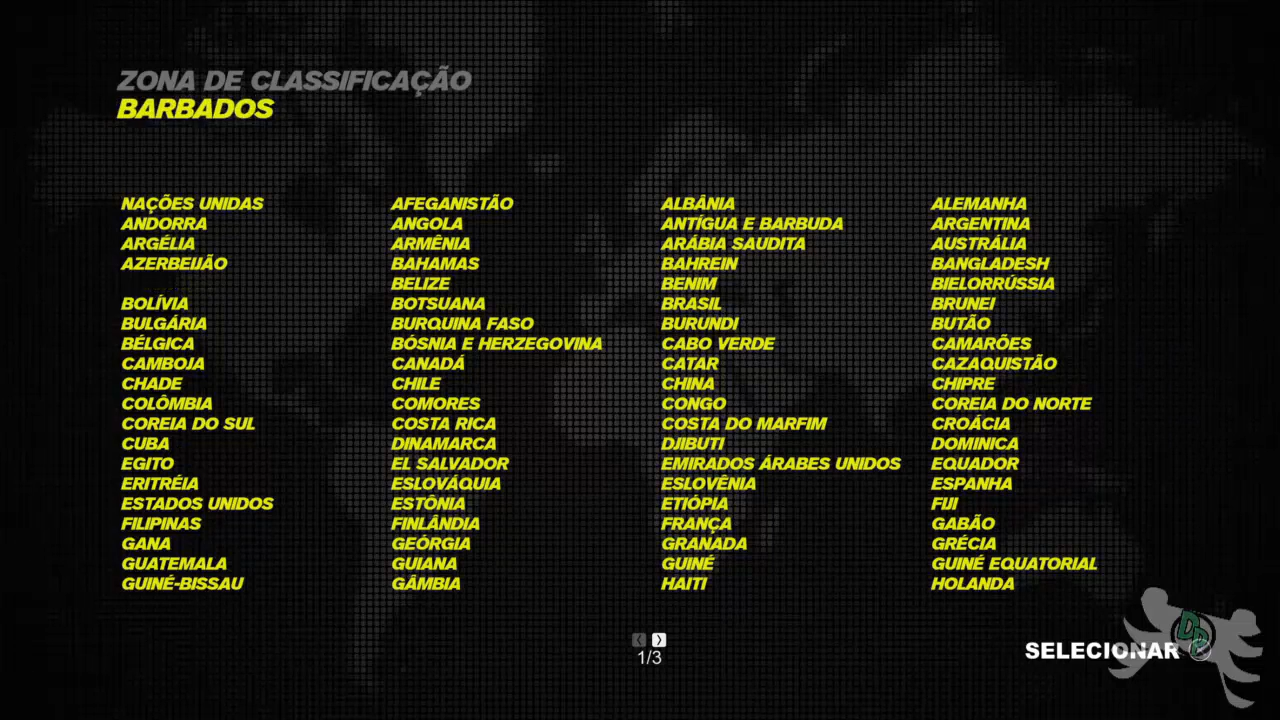 ZONA DE CLASSIFICAÇÃO
BARBADOS
NAÇÕES UNIDAS AFEGANISTÃO ALBÂNIA ALEMANHA
ANDORRA ANGOLA ANTÍGUA E BARBUDA ARGENTINA
ARGÉLIA ARMÊNIA ARÁBIA SAUDITA AUSTRÁLIA
AZERBEIJÃO BAHAMAS BAHREIN BANGLADESH
BELIZE BENIM BIELORRÚSSIA
BOLÍVIA BOTSUANA BRASIL BRUNEI
BULGÁRIA BURQUINA FASO BURUNDI BUTÃO
BÉLGICA BÓSNIA E HERZEGOVINA CABO VERDE CAMARÕES
CAMBOJA CANADÁ CATAR CAZAQUISTÃO
CHADE CHILE CHINA CHIPRE
COLÔMBIA COMORES CONGO COREIA DO NORTE
COREIA DO SUL COSTA RICA COSTA DO MARFIM CROÁCIA
CUBA DINAMARCA DJIBUTI DOMINICA
EGITO EL SALVADOR EMIRADOS ÁRABES UNIDOS EQUADOR
ERITRÉIA ESLOVÁQUIA ESLOVÊNIA ESPANHA
ESTADOS UNIDOS ESTÔNIA ETIÓPIA FIJI
FILIPINAS FINLÂNDIA FRANÇA GABÃO
GANA GEÓRGIA GRANADA GRÉCIA
GUATEMALA GUIANA GUINÉ GUINÉ EQUATORIAL
GUINÉ-BISSAU GÂMBIA HAITI HOLANDA
1/3
SELECIONAR
DP